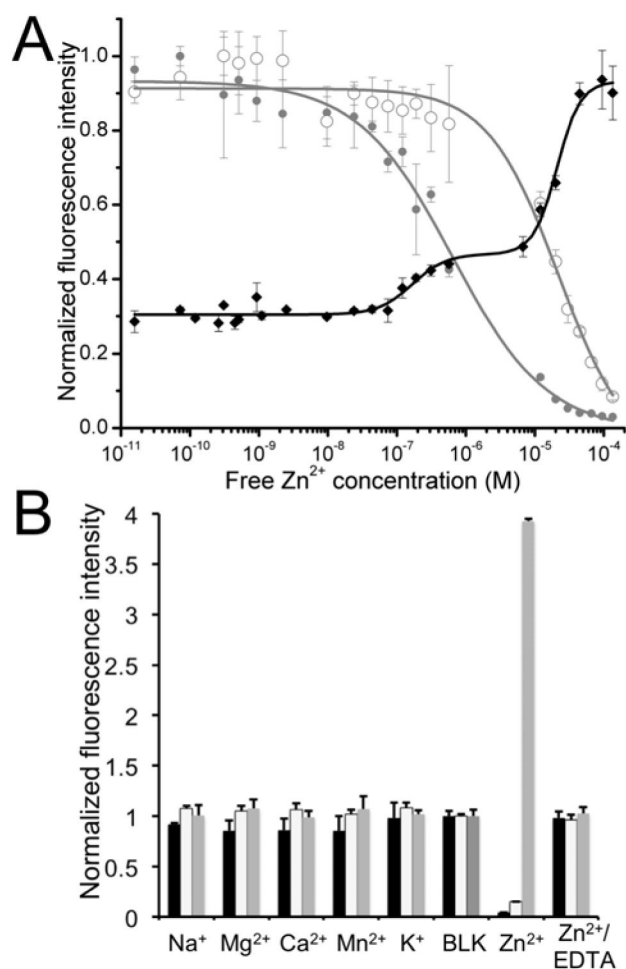 A
Normalized fluorescence intensity
1.0
0.8
0.6
0.4
0.2
0.0
10⁻¹¹ 10⁻¹⁰ 10⁻⁹ 10⁻⁸ 10⁻⁷ 10⁻⁶ 10⁻⁵ 10⁻⁴
Free Zn²⁺ concentration (M)
B
Normalized fluorescence intensity
4
3.5
3
2.5
2
1.5
1
0.5
0
Na⁺ Mg²⁺ Ca²⁺ Mn²⁺ K⁺ BLK Zn²⁺ Zn²⁺/
EDTA